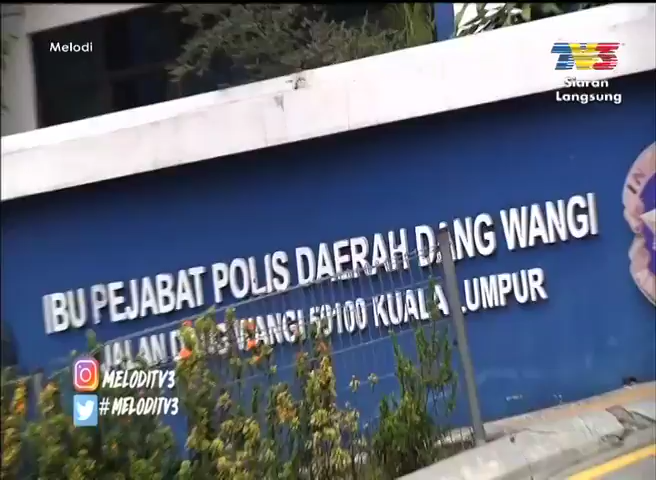 Melodi
TV3
Siaran
Langsung
IBU PEJABAT POLIS DAERAH DANG WANGI
JALAN DANG WANGI 50100 KUALA LUMPUR
MELODITV3
#MELODITV3